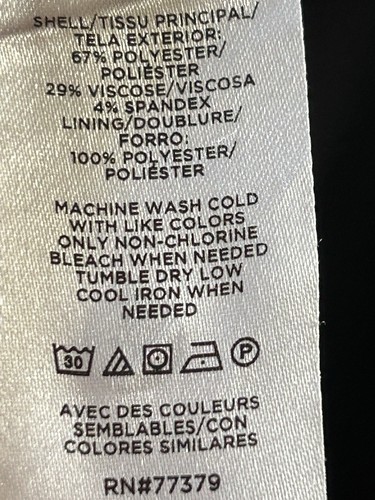 SHELL/TISSU PRINCIPAL/
TELA EXTERIOR:
67% POLYESTER/
POLIÉSTER
29% VISCOSE/VISCOSA
4% SPANDEX
LINING/DOUBLURE/
FORRO:
100% POLYESTER/
POLIÉSTER
MACHINE WASH COLD
WITH LIKE COLORS
ONLY NON-CHLORINE
BLEACH WHEN NEEDED
TUMBLE DRY LOW
COOL IRON WHEN
NEEDED
30 P
AVEC DES COULEURS
SEMBLABLES/CON
COLORES SIMILARES
RN#77379